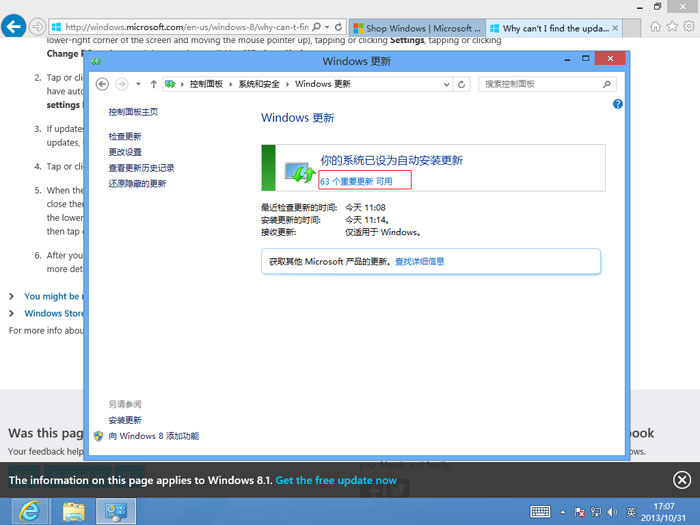 http://windows.microsoft.com/en-us/windows-8/why-can-t-fin
Shop Windows | Microsoft ...
Why can't I find the upda...
lower-right corner of the screen and moving the mouse pointer up), tapping or clicking Settings, tapping or clicking
Windows 更新
控制面板 系统和安全 Windows 更新
搜索控制面板
控制面板主页
检查更新
更改设置
查看更新历史记录
还原隐藏的更新
Windows 更新
你的系统已设为自动安装更新
63 个重要更新 可用
最近检查更新的时间: 今天 11:08
安装更新的时间: 今天 11:14。
接收更新: 仅适用于 Windows。
获取其他 Microsoft 产品的更新。查找详细信息
另请参阅
安装更新
向 Windows 8 添加功能
2. Tap or cl
have auto
settings
3. If updates
updates,
4. Tap or cli
5. When the
close then
the lower
then tap
6. After you
more det
You might be
Windows Store
For more info about
Was this pag
book
Your feedback help
ows.
your friends and family.
The information on this page applies to Windows 8.1. Get the free update now
英
17:07
2013/10/31